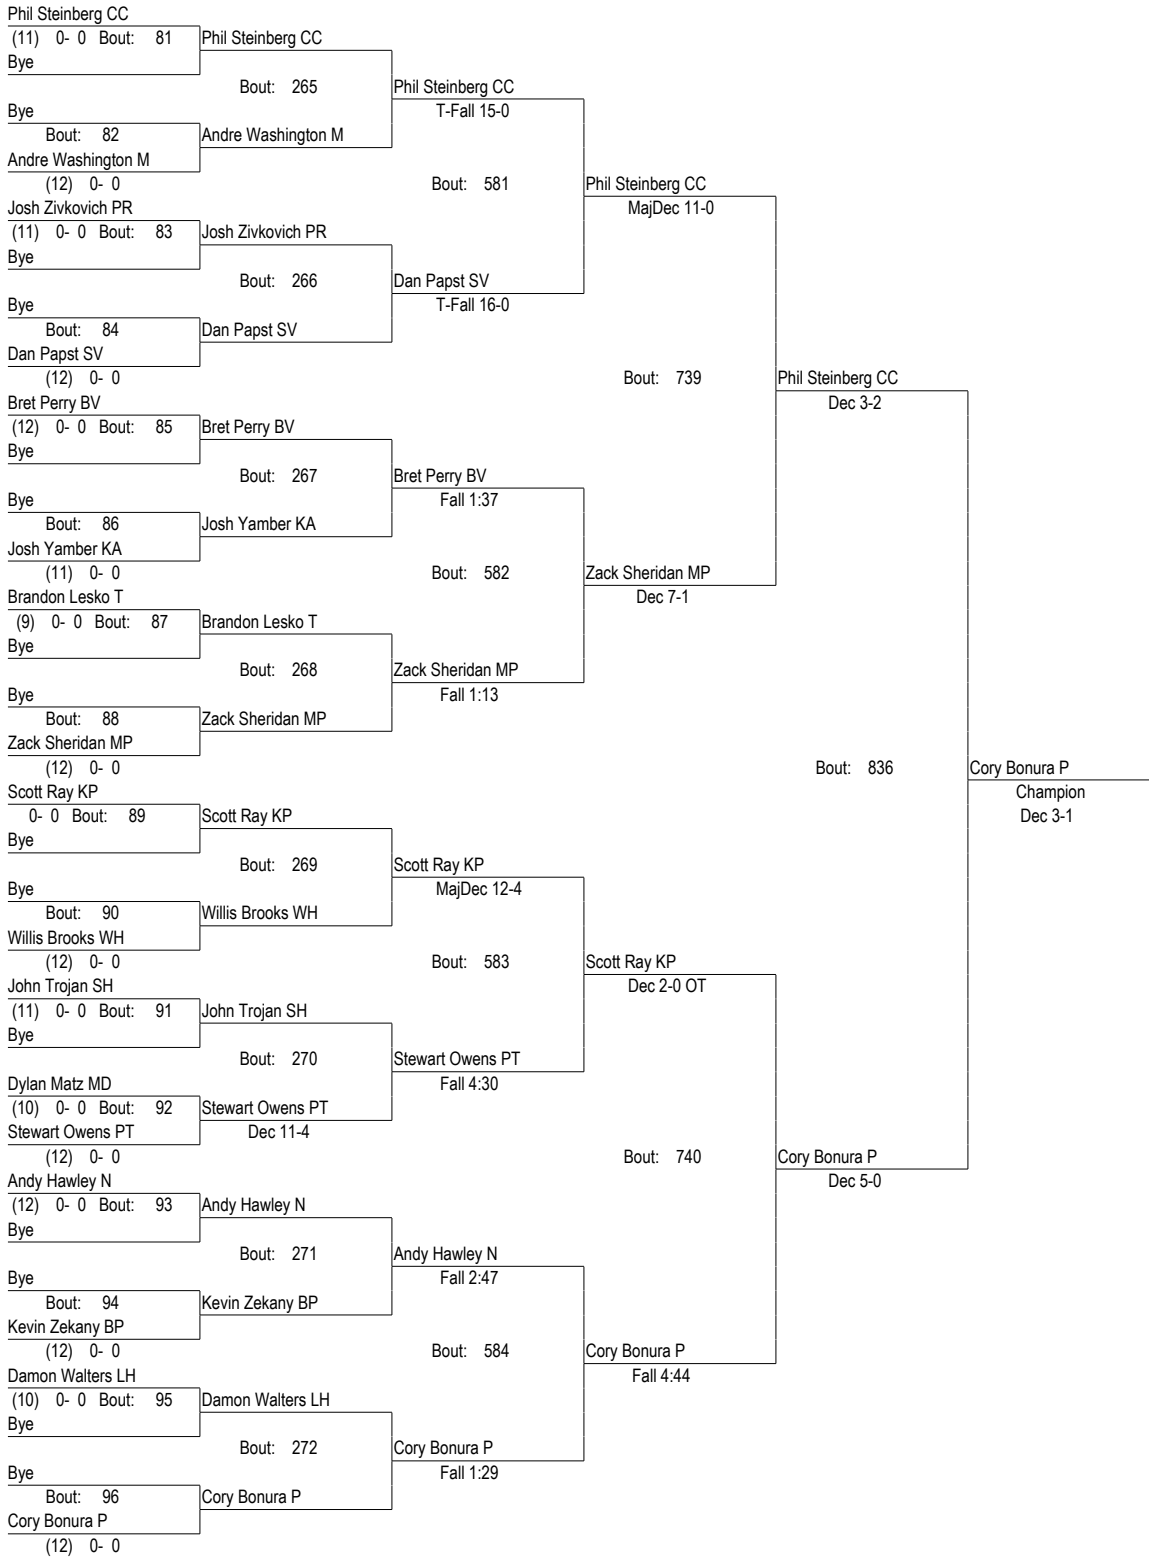 Phil Steinberg CC
(11) 0- 0 Bout: 81 Phil Steinberg CC
Bye
Bout: 265 Phil Steinberg CC
Bye T-Fall 15-0
Bout: 82 Andre Washington M
Andre Washington M
(12) 0- 0 Bout: 581 Phil Steinberg CC
Josh Zivkovich PR MajDec 11-0
(11) 0- 0 Bout: 83 Josh Zivkovich PR
Bye
Bout: 266 Dan Papst SV
Bye T-Fall 16-0
Bout: 84 Dan Papst SV
Dan Papst SV
(12) 0- 0 Bout: 739 Phil Steinberg CC
Bret Perry BV Dec 3-2
(12) 0- 0 Bout: 85 Bret Perry BV
Bye
Bout: 267 Bret Perry BV
Bye Fall 1:37
Bout: 86 Josh Yamber KA
Josh Yamber KA
(11) 0- 0 Bout: 582 Zack Sheridan MP
Brandon Lesko T Dec 7-1
(9) 0- 0 Bout: 87 Brandon Lesko T
Bye
Bout: 268 Zack Sheridan MP
Bye Fall 1:13
Bout: 88 Zack Sheridan MP
Zack Sheridan MP
(12) 0- 0 Bout: 836 Cory Bonura P
Scott Ray KP Champion
0- 0 Bout: 89 Scott Ray KP Dec 3-1
Bye
Bout: 269 Scott Ray KP
Bye MajDec 12-4
Bout: 90 Willis Brooks WH
Willis Brooks WH
(12) 0- 0 Bout: 583 Scott Ray KP
John Trojan SH Dec 2-0 OT
(11) 0- 0 Bout: 91 John Trojan SH
Bye
Bout: 270 Stewart Owens PT
Dylan Matz MD Fall 4:30
(10) 0- 0 Bout: 92 Stewart Owens PT
Stewart Owens PT Dec 11-4
(12) 0- 0 Bout: 740 Cory Bonura P
Andy Hawley N Dec 5-0
(12) 0- 0 Bout: 93 Andy Hawley N
Bye
Bout: 271 Andy Hawley N
Bye Fall 2:47
Bout: 94 Kevin Zekany BP
Kevin Zekany BP
(12) 0- 0 Bout: 584 Cory Bonura P
Damon Walters LH Fall 4:44
(10) 0- 0 Bout: 95 Damon Walters LH
Bye
Bout: 272 Cory Bonura P
Bye Fall 1:29
Bout: 96 Cory Bonura P
Cory Bonura P
(12) 0- 0